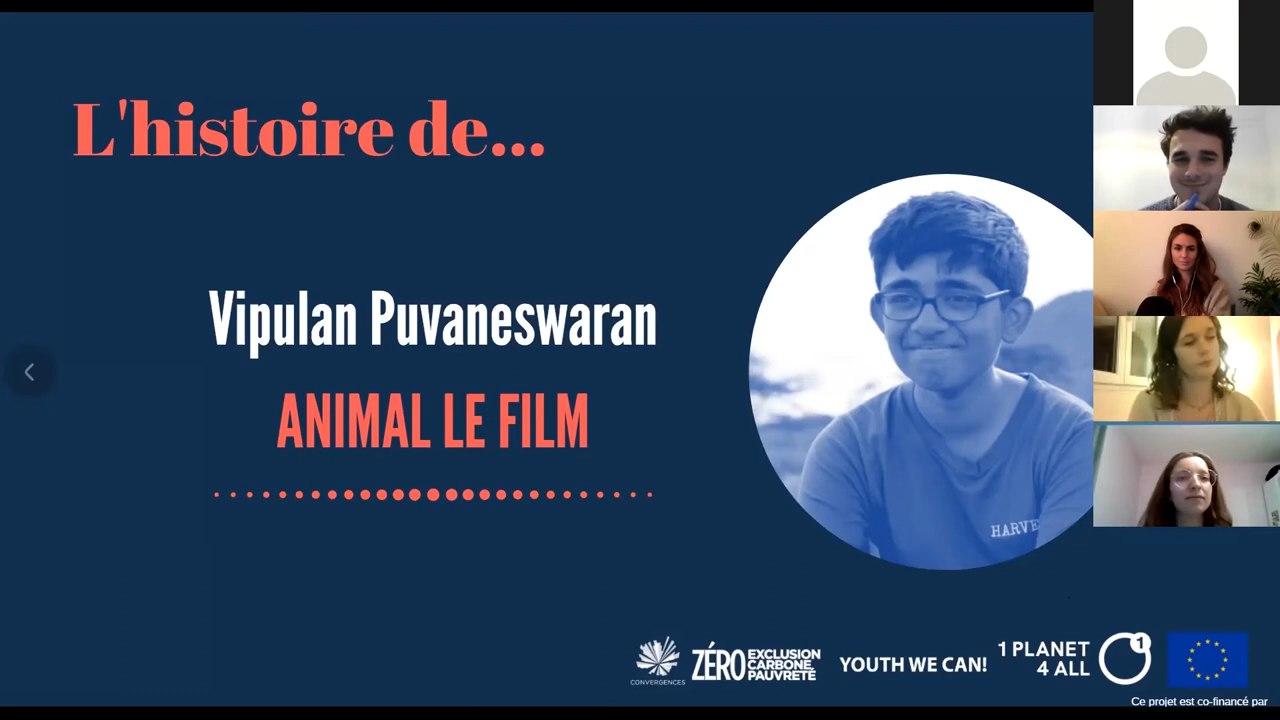 L'histoire de...
Vipulan Puvaneswaran
ANIMAL LE FILM
HARVE
CONVERGENCES
ZÉRO EXCLUSION
CARBONE
PAUVRETÉ
YOUTH WE CAN!
1 PLANET
4 ALL
1
Ce projet est co-financé par